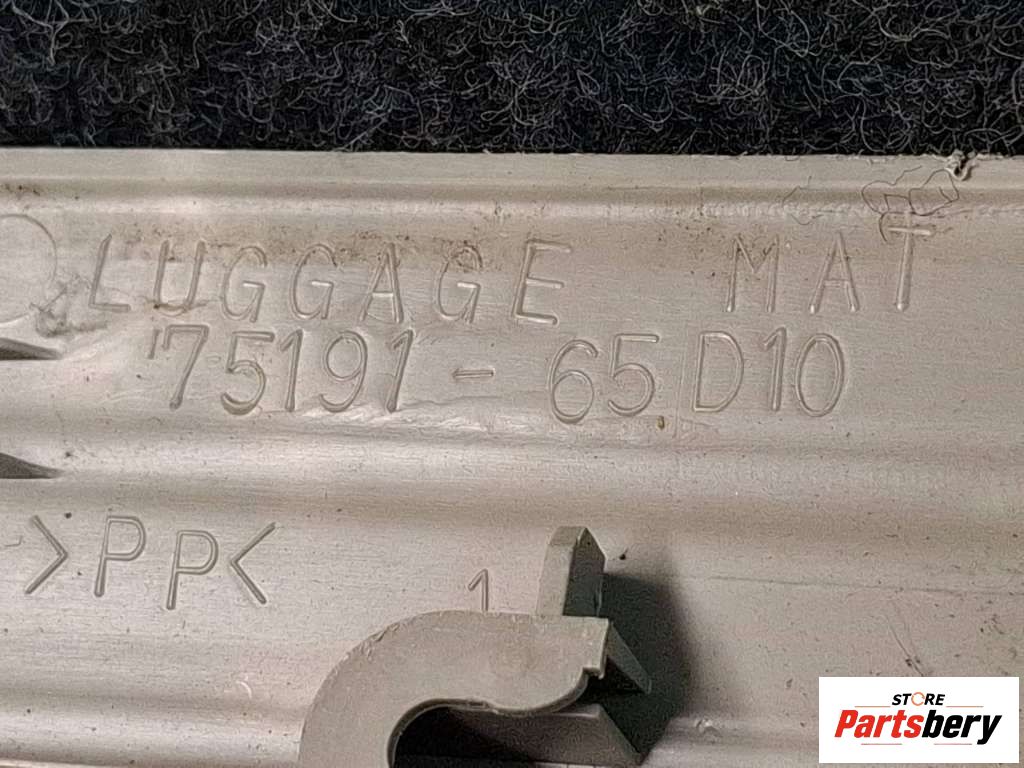 LUGGAGE MAT
75191-65D10
>PP<
1
STORE
Partsbery